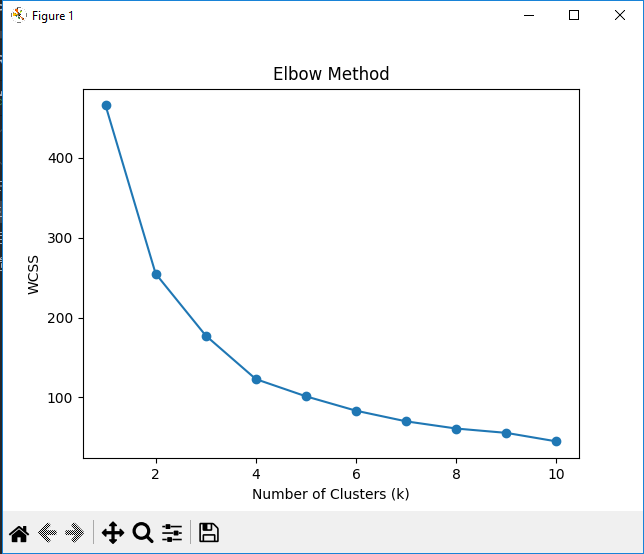 Figure 1
Elbow Method
400
300
200
100
WCSS
2 4 6 8 10
Number of Clusters (k)